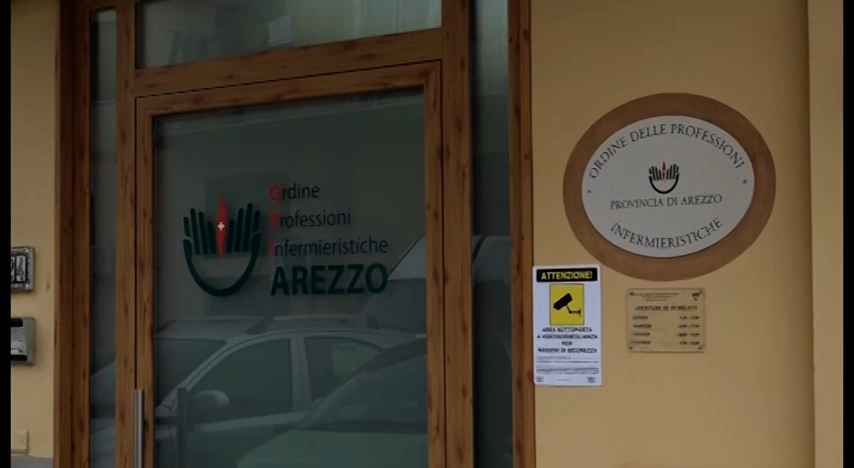 Ordine
Professioni
Infermieristiche
AREZZO
ORDINE DELLE PROFESSIONI
PROVINCIA DI AREZZO
INFERMIERISTICHE
ATTENZIONE!
AREA SOTTOPOSTA
A VIDEOSORVEGLIANZA
PER
RAGIONI DI SICUREZZA